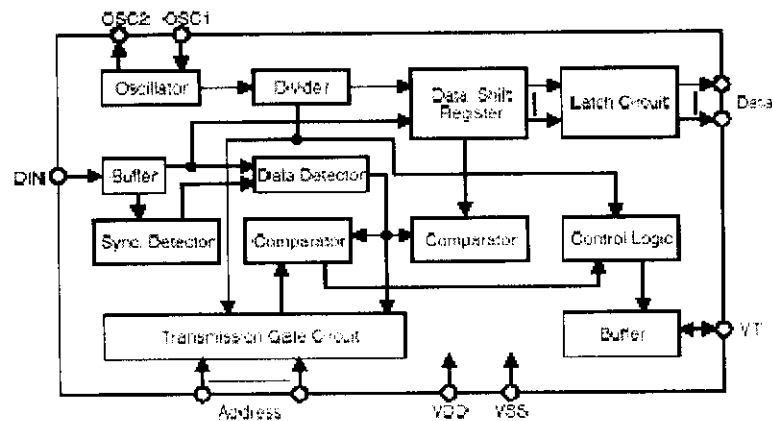 OSC2 OSC1
Oscillator
Divider
Data Shift
Register
Latch Circuit
Data
DIN
Buffer
Data Detector
Sync. Detector
Comparator
Comparator
Control Logic
Transmission Gate Circuit
Buffer
VT
Address
VDD
VSS